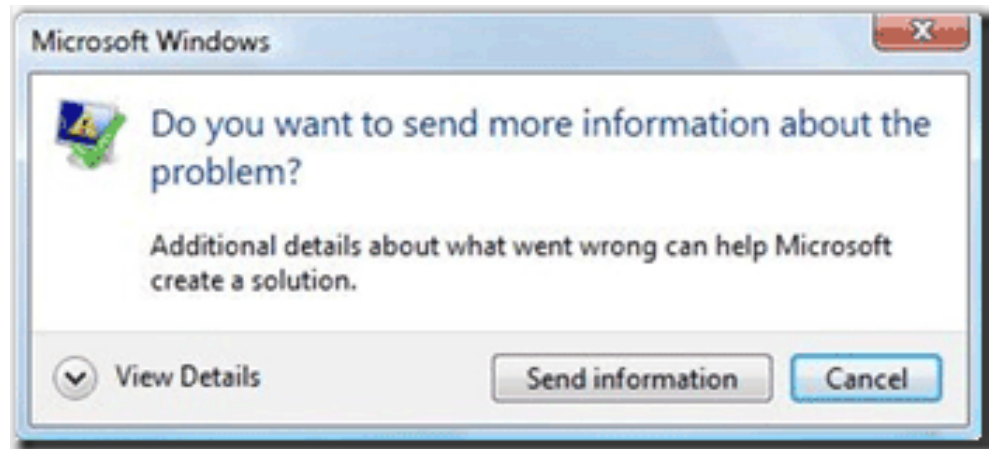 Microsoft Windows
Do you want to send more information about the
problem?
Additional details about what went wrong can help Microsoft
create a solution.
View Details
Send information
Cancel